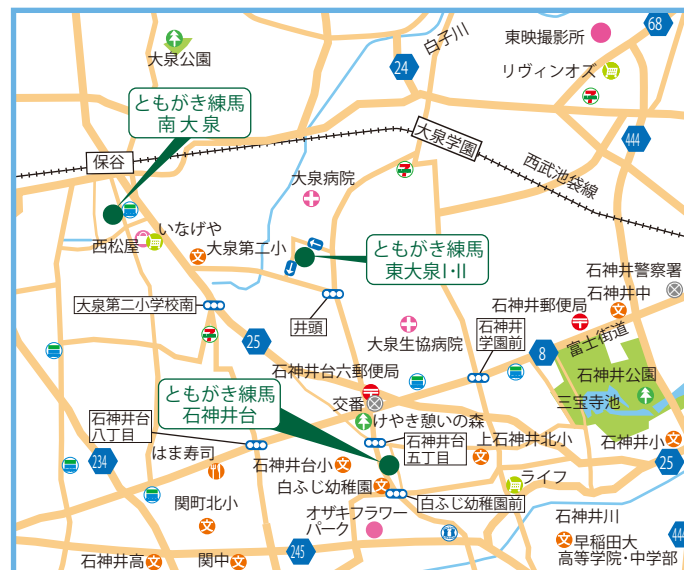 68
白子川
東映撮影所
大泉公園
24
リヴィンオズ
ともがき練馬
南大泉
444
大泉学園
保谷
西武池袋線
大泉病院
いなげや
西松屋
大泉第二小
ともがき練馬
東大泉Ⅰ・Ⅱ
石神井警察署
石神井中
大泉第二小学校南
井頭
石神井郵便局
石神井
学園前
富士街道
25
大泉生協病院
8
石神井台六郵便局
石神井公園
ともがき練馬
石神井台
交番
三宝寺池
けやき憩いの森
石神井台
八丁目
石神井台
五丁目
上石神井北小
石神井小
はま寿司
234
石神井台小
25
白ふじ幼稚園
ライフ
関町北小
白ふじ幼稚園前
オザキフラワー
パーク
石神井川
444
早稲田大
高等学院・中学部
245
石神井高
関中